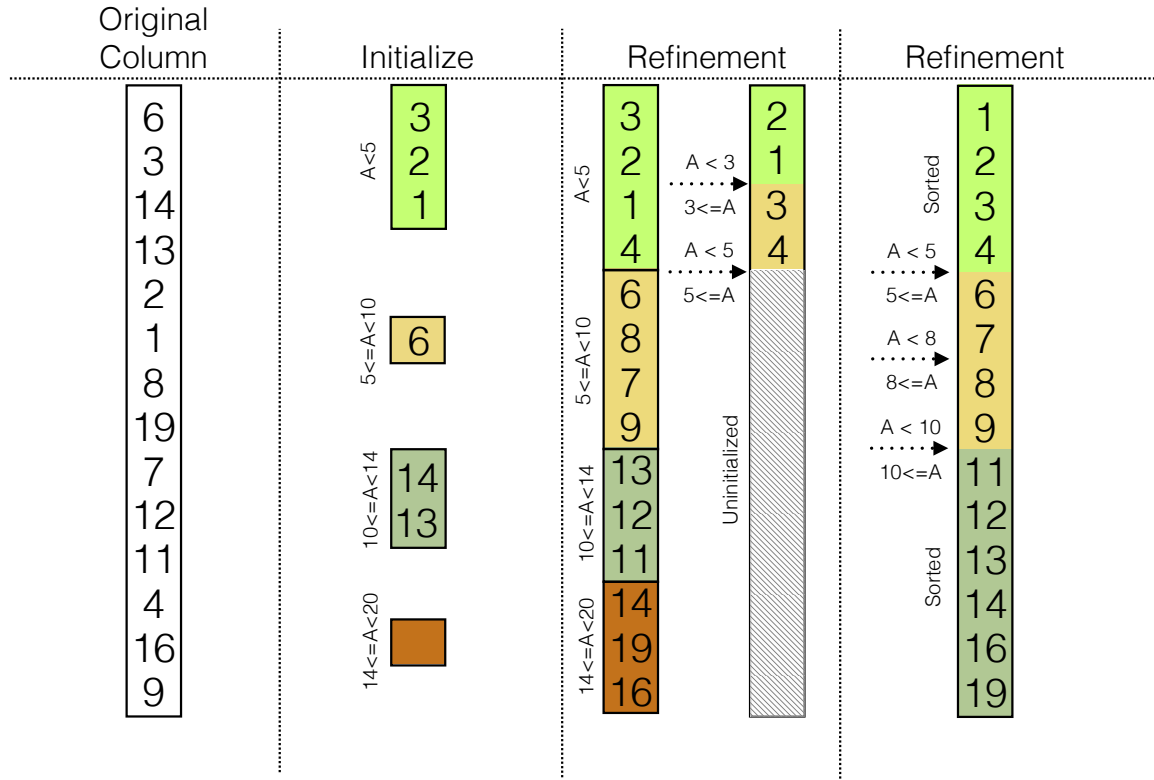 Original
Column
6
3
14
13
2
1
8
19
7
12
11
4
16
9
Initialize
A<5
3
2
1
5<=A<10
6
10<=A<14
14
13
14<=A<20
Refinement
A<5
3
2
1
4
5<=A<10
6
8
7
9
10<=A<14
13
12
11
14<=A<20
14
19
16
A < 3
3<=A
A < 5
5<=A
2
1
3
4
Uninitialized
Refinement
Sorted
A < 5
5<=A
A < 8
8<=A
A < 10
10<=A
Sorted
1
2
3
4
6
7
8
9
11
12
13
14
16
19